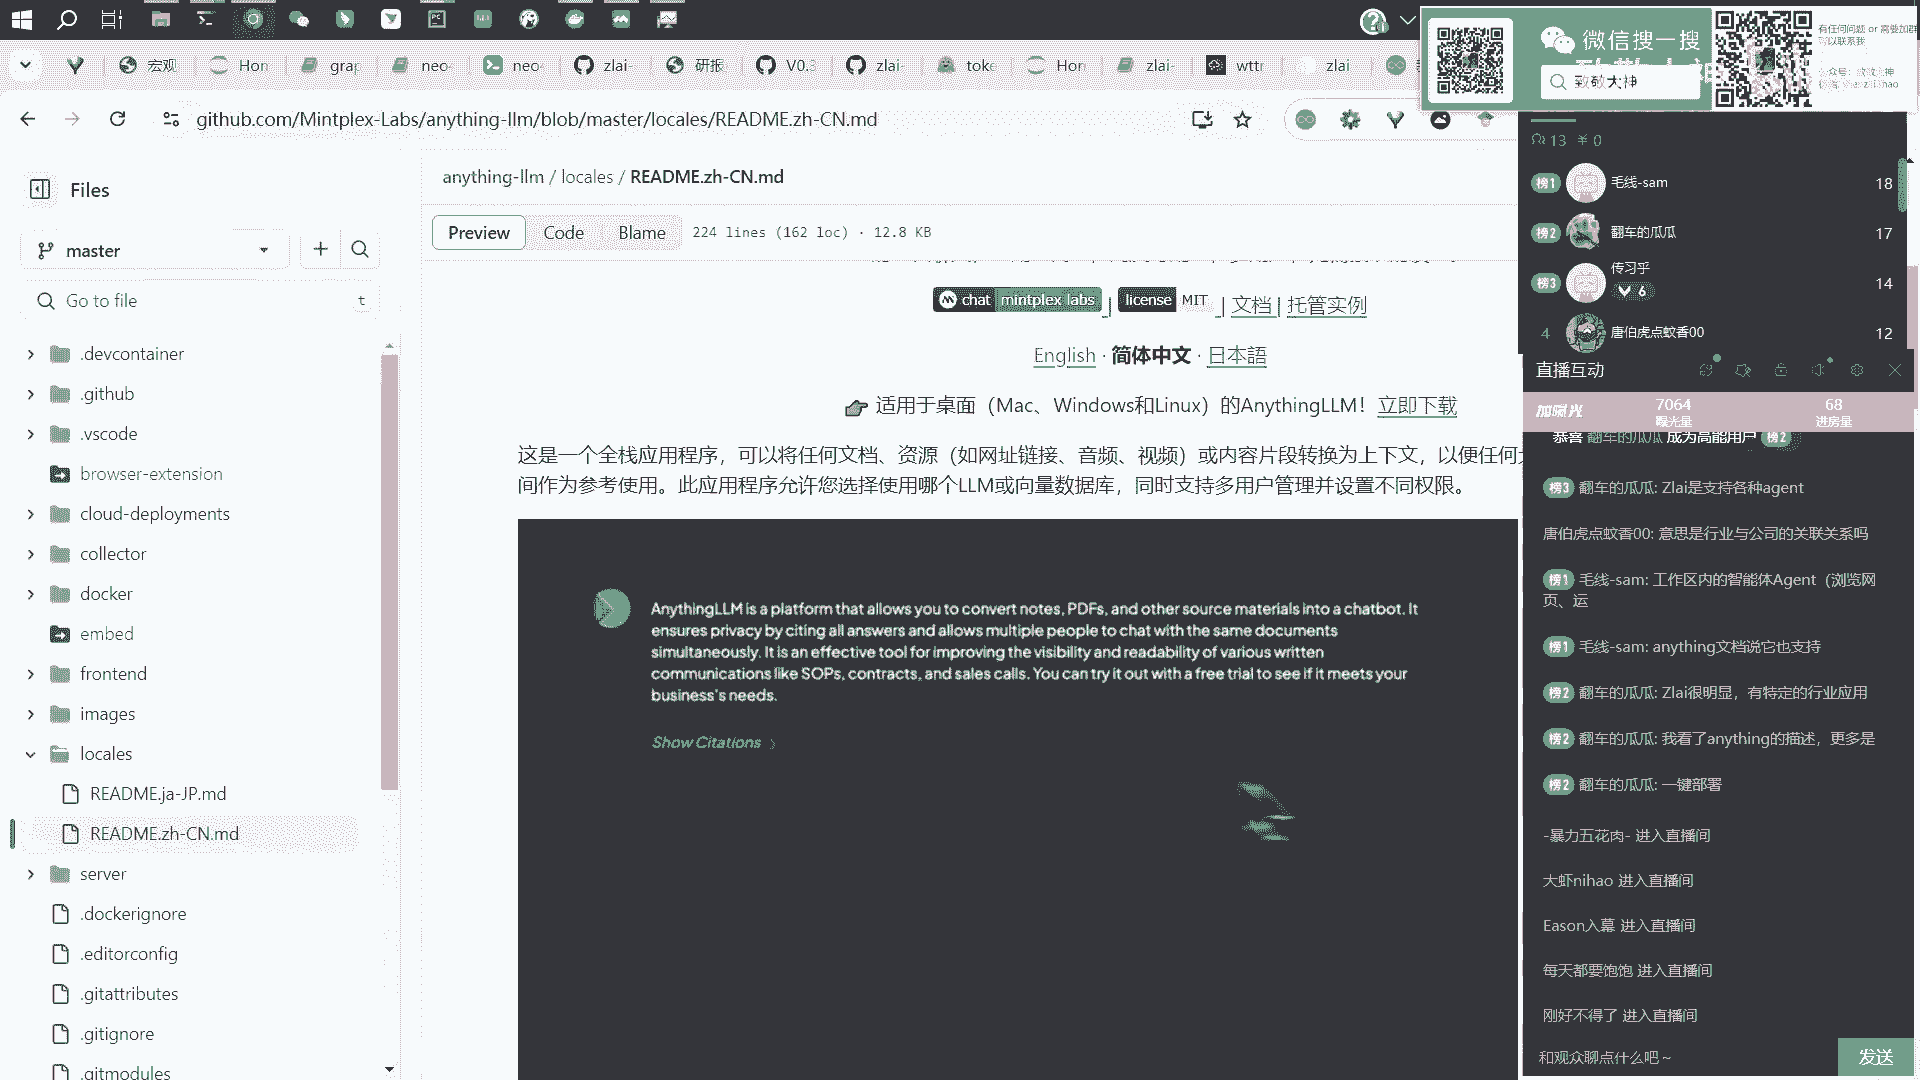 宏观
Hon
grap
neo-
neo-
zlai-
研报
V0.3
zlai-
toke
Hon
zlai-
wttr
zlai
微信搜一搜
致敬大神
有任何问题 or 需要加群
可以联系我
github.com/Mintplex-Labs/anything-llm/blob/master/locales/README.zh-CN.md
Files
master
Go to file
t
.devcontainer
.github
.vscode
browser-extension
cloud-deployments
collector
docker
embed
frontend
images
locales
README.ja-JP.md
README.zh-CN.md
server
.dockerignore
.editorconfig
.gitattributes
.gitignore
.gitmodules
anything-llm / locales / README.zh-CN.md
Preview Code Blame 224 lines (162 loc) · 12.8 KB
chat mintplex labs | license MIT | 文档 | 托管实例
English · 简体中文 · 日本語
适用于桌面（Mac、Windows和Linux）的AnythingLLM！立即下载
这是一个全栈应用程序，可以将任何文档、资源（如网址链接、音频、视频）或内容片段转换为上下文，以便任何
间作为参考使用。此应用程序允许您选择使用哪个LLM或向量数据库，同时支持多用户管理并设置不同权限。
AnythingLLM is a platform that allows you to convert notes, PDFs, and other source materials into a chatbot. It
ensures privacy by citing all answers and allows multiple people to chat with the same documents
simultaneously. It is an effective tool for improving the visibility and readability of various written
communications like SOPs, contracts, and sales calls. You can try it out with a free trial to see if it meets your
business's needs.
Show Citations
13 ¥ 0
榜1 毛线-sam 18
榜2 翻车的瓜瓜 17
榜3 传习乎 14
6
4 唐伯虎点蚊香00 12
直播互动
加曝光
7064
曝光量
68
进房量
恭喜 翻车的瓜瓜 成为高能用户 榜2
榜3 翻车的瓜瓜: Zlai是支持各种agent
唐伯虎点蚊香00: 意思是行业与公司的关联关系吗
榜1 毛线-sam: 工作区内的智能体Agent（浏览网
页、运
榜1 毛线-sam: anything文档说它也支持
榜2 翻车的瓜瓜: Zlai很明显，有特定的行业应用
榜2 翻车的瓜瓜: 我看了anything的描述，更多是
榜2 翻车的瓜瓜: 一键部署
-暴力五花肉- 进入直播间
大虾nihao 进入直播间
Eason入幕 进入直播间
每天都要饱饱 进入直播间
刚好不得了 进入直播间
和观众聊点什么吧～
发送